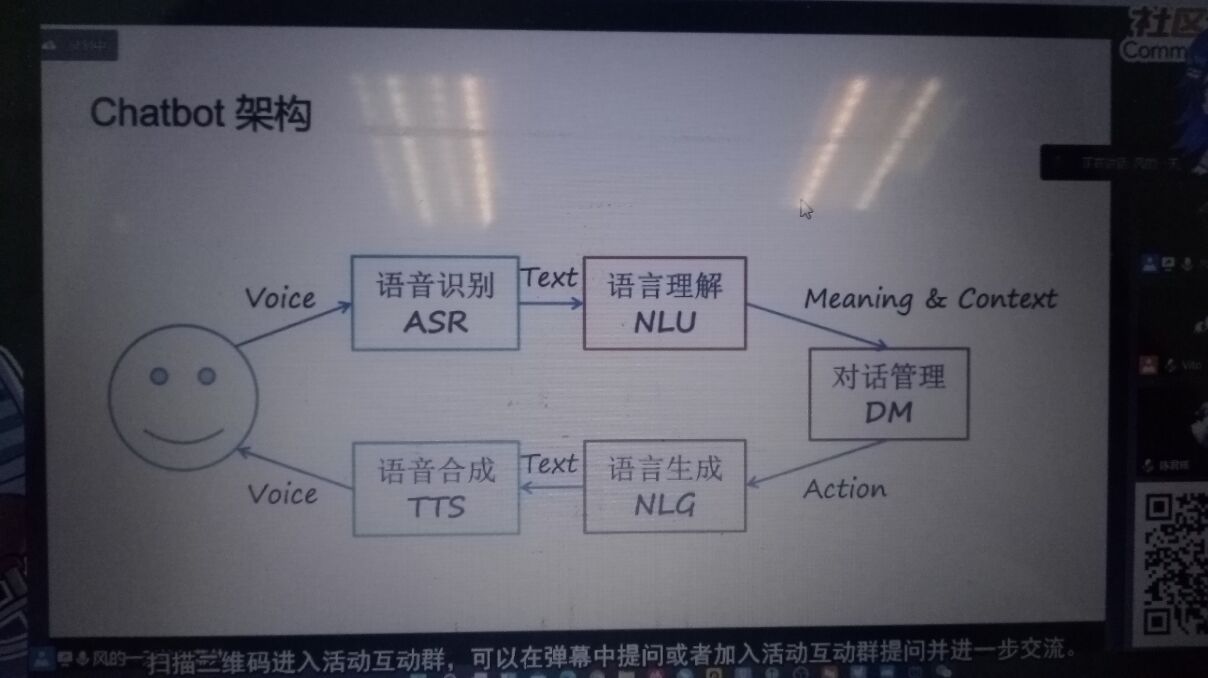 社区
Comm
Chatbot 架构
Voice
语音识别
ASR
Text
语言理解
NLU
Meaning & Context
对话管理
DM
Action
语言生成
NLG
Text
语音合成
TTS
Voice
Vito
风的一
扫描二维码进入活动互动群，可以在弹幕中提问或者加入活动互动群提问并进一步交流。